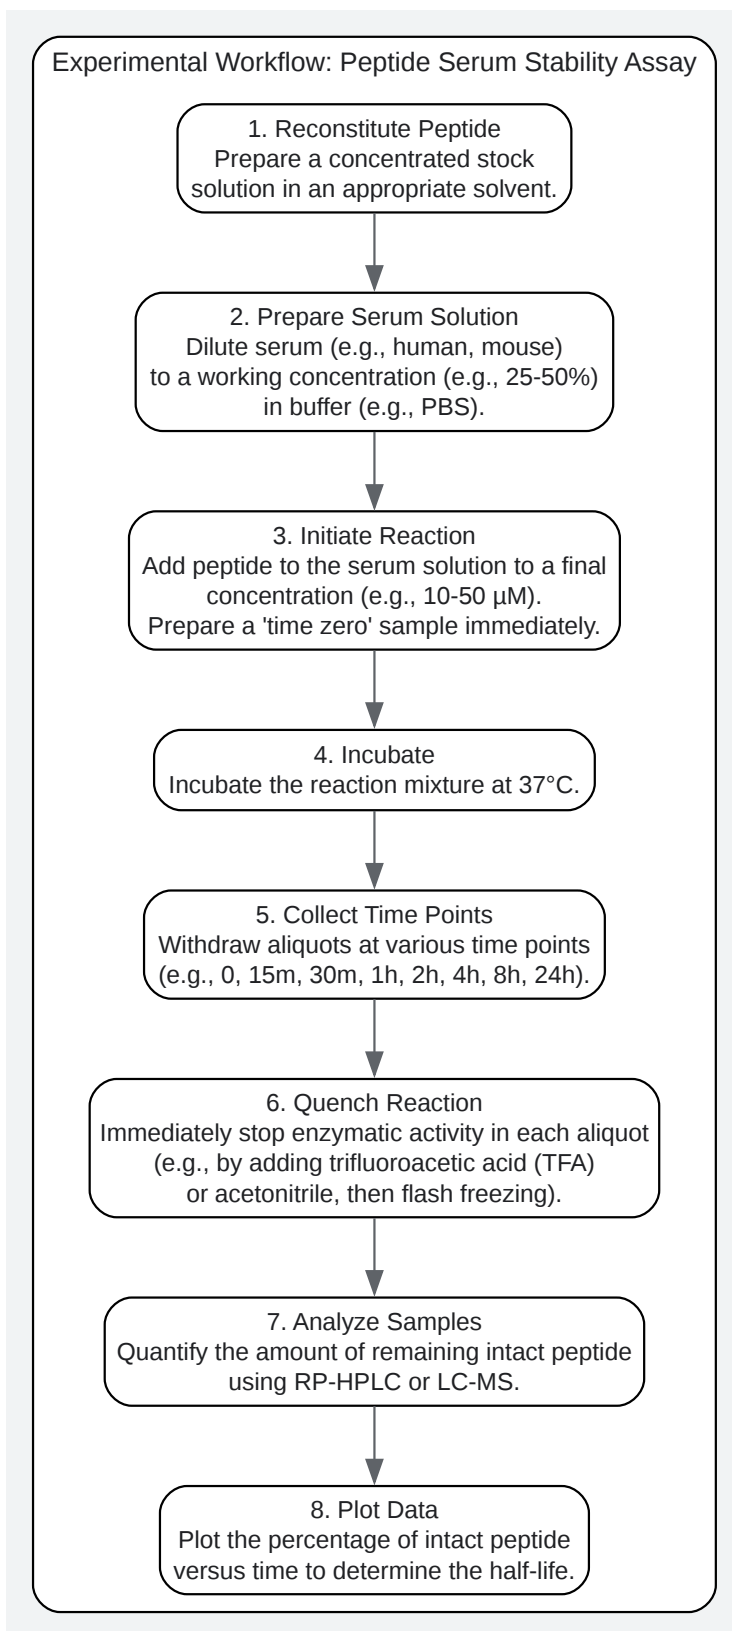 Experimental Workflow: Peptide Serum Stability Assay
1. Reconstitute Peptide
Prepare a concentrated stock
solution in an appropriate solvent.
2. Prepare Serum Solution
Dilute serum (e.g., human, mouse)
to a working concentration (e.g., 25-50%)
in buffer (e.g., PBS).
3. Initiate Reaction
Add peptide to the serum solution to a final
concentration (e.g., 10-50 µM).
Prepare a 'time zero' sample immediately.
4. Incubate
Incubate the reaction mixture at 37°C.
5. Collect Time Points
Withdraw aliquots at various time points
(e.g., 0, 15m, 30m, 1h, 2h, 4h, 8h, 24h).
6. Quench Reaction
Immediately stop enzymatic activity in each aliquot
(e.g., by adding trifluoroacetic acid (TFA)
or acetonitrile, then flash freezing).
7. Analyze Samples
Quantify the amount of remaining intact peptide
using RP-HPLC or LC-MS.
8. Plot Data
Plot the percentage of intact peptide
versus time to determine the half-life.